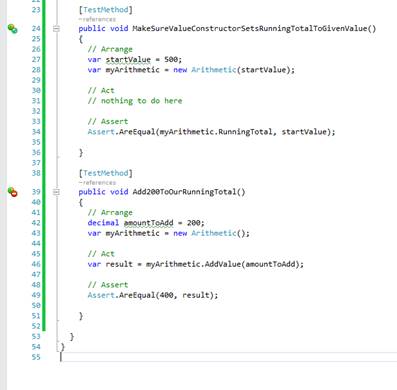 23 [TestMethod]
-references
24 public void MakeSureValueConstructorSetsRunningTotalToGivenValue()
25 {
26 // Arrange
27 var startValue = 500;
28 var myArithmetic = new Arithmetic(startValue);
29
30 // Act
31 // nothing to do here
32
33 // Assert
34 Assert.AreEqual(myArithmetic.RunningTotal, startValue);
35
36 }
37
38 [TestMethod]
-references
39 public void Add200ToOurRunningTotal()
40 {
41 // Arrange
42 decimal amountToAdd = 200;
43 var myArithmetic = new Arithmetic();
44
45 // Act
46 var result = myArithmetic.AddValue(amountToAdd);
47
48 // Assert
49 Assert.AreEqual(400, result);
50
51 }
52
53 }
54 }
55